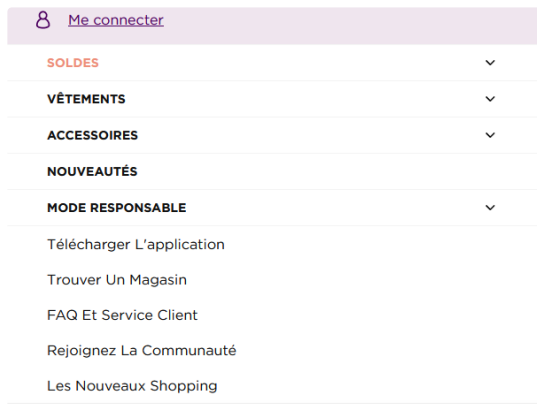 Me connecter
SOLDES
VÊTEMENTS
ACCESSOIRES
NOUVEAUTÉS
MODE RESPONSABLE
Télécharger L'application
Trouver Un Magasin
FAQ Et Service Client
Rejoignez La Communauté
Les Nouveaux Shopping